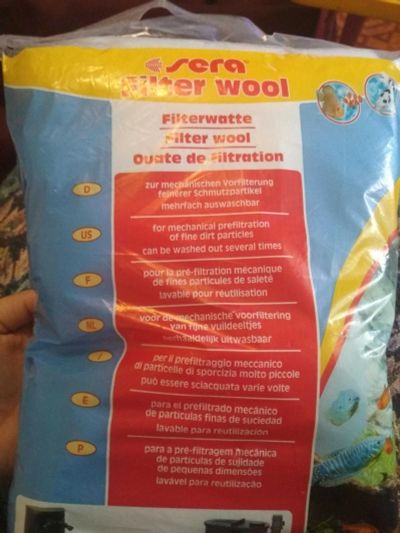 sera
Filter wool
Filterwatte
Filter wool
Ouate de filtration
D
zur mechanischen Vorfilterung
feinerer Schmutzpartikel
mehrfach auswaschbar
US
for mechanical prefiltration
of fine dirt particles
can be washed out several times
F
pour la pré-filtration mécanique
de fines particules de saleté
lavable pour réutilisation
NL
voor de mechanische voorfiltering
van fijne vuildeeltjes
herhaaldelijk uitwasbaar
I
per il prefiltraggio meccanico
di particelle di sporcizia molto piccole
può essere sciacquata varie volte
E
para el prefiltrado mecánico
de partículas finas de suciedad
lavable para reutilización
P
para a pré-filtragem mecânica
de partículas de sujidade
de pequenas dimensões
lavável para reutilização